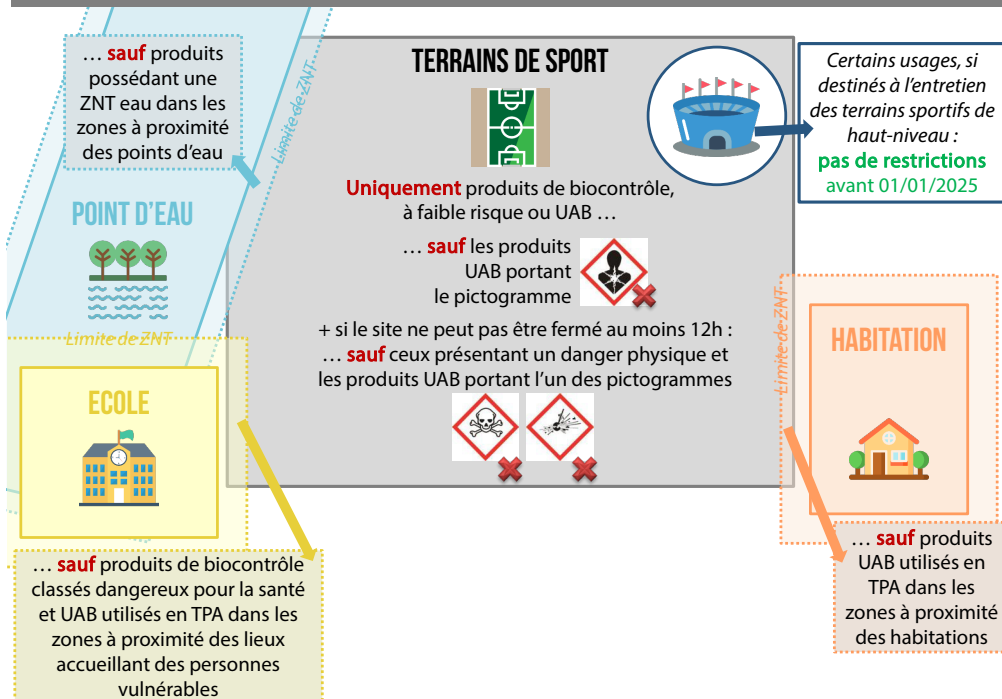 … sauf produits
possédant une
ZNT eau dans les
zones à proximité
des points d’eau
Limite de ZNT
POINT D’EAU
Limite de ZNT
ECOLE
… sauf produits de biocontrôle
classés dangereux pour la santé
et UAB utilisés en TPA dans les
zones à proximité des lieux
accueillant des personnes
vulnérables
TERRAINS DE SPORT
Uniquement produits de biocontrôle,
à faible risque ou UAB …
… sauf les produits
UAB portant
le pictogramme
+ si le site ne peut pas être fermé au moins 12h :
… sauf ceux présentant un danger physique et
les produits UAB portant l’un des pictogrammes
Certains usages, si
destinés à l’entretien
des terrains sportifs de
haut-niveau :
pas de restrictions
avant 01/01/2025
Limite de ZNT
HABITATION
… sauf produits
UAB utilisés en
TPA dans les
zones à proximité
des habitations